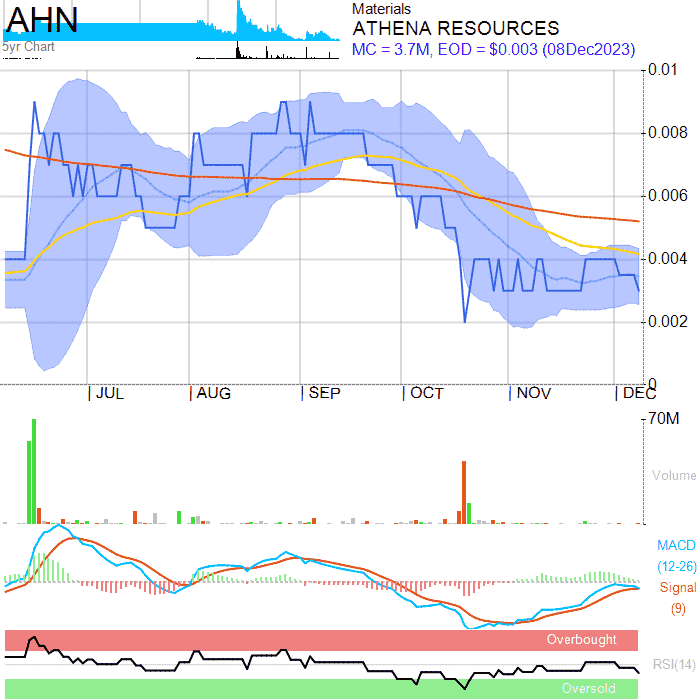 AHN
5yr Chart
Materials
ATHENA RESOURCES
MC = 3.7M, EOD = $0.003 (08Dec2023)
0.01
0.008
0.006
0.004
0.002
0
JUL AUG SEP OCT NOV DEC
70M
Volume
MACD
(12-26)
Signal
(9)
Overbought
RSI(14)
Oversold